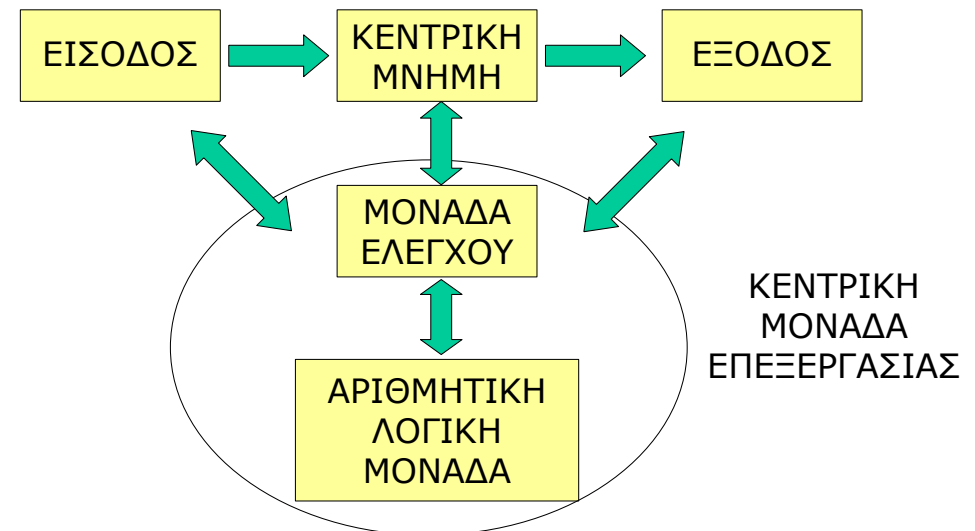 ΕΙΣΟΔΟΣ
ΚΕΝΤΡΙΚΗ
ΜΝΗΜΗ
ΕΞΟΔΟΣ
ΜΟΝΑΔΑ
ΕΛΕΓΧΟΥ
ΚΕΝΤΡΙΚΗ
ΜΟΝΑΔΑ
ΕΠΕΞΕΡΓΑΣΙΑΣ
ΑΡΙΘΜΗΤΙΚΗ
ΛΟΓΙΚΗ
ΜΟΝΑΔΑ